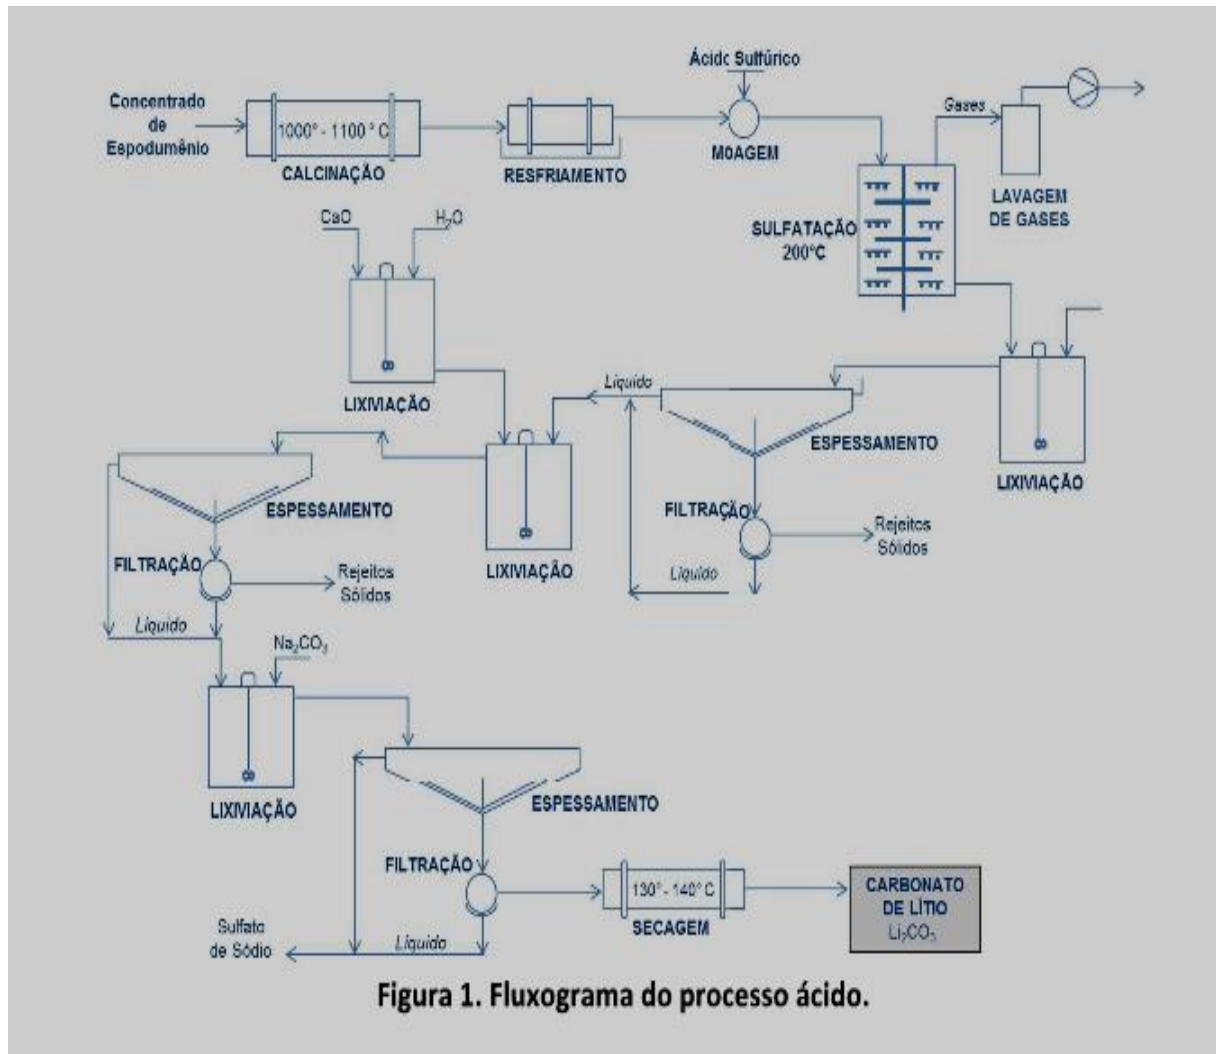 Ácido Sulfúrico
Concentrado
de
Espodumênio
1000° - 1100 ° C
CALCINAÇÃO
RESFRIAMENTO
M0AGEM
Gases
LAVAGEM
DE GASES
SULFATAÇÃO
200°C
CaO
H₂O
LIXIVIAÇÃO
Líquido
ESPESSAMENTO
LIXIVIAÇÃO
FILTRAÇÃO
Rejeitos
Sólidos
Líquido
LIXIVIAÇÃO
ESPESSAMENTO
FILTRAÇÃO
Rejeitos
Sólidos
Líquido
Na₂CO₃
LIXIVIAÇÃO
ESPESSAMENTO
FILTRAÇÃO
130° - 140° C
SECAGEM
CARBONATO
DE LÍTIO
Li₂CO₃
Sulfato
de Sódio
Líquido
Figura 1. Fluxograma do processo ácido.